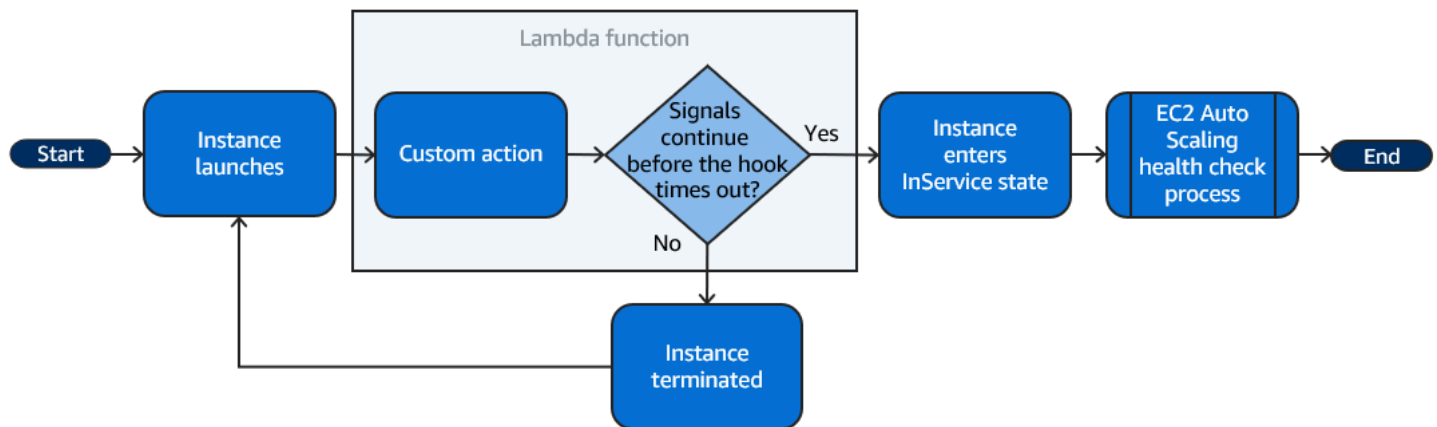 Lambda function
Start
Instance
launches
Custom action
Signals
continue
before the hook
times out?
Yes
No
Instance
enters
InService state
EC2 Auto
Scaling
health check
process
End
Instance
terminated